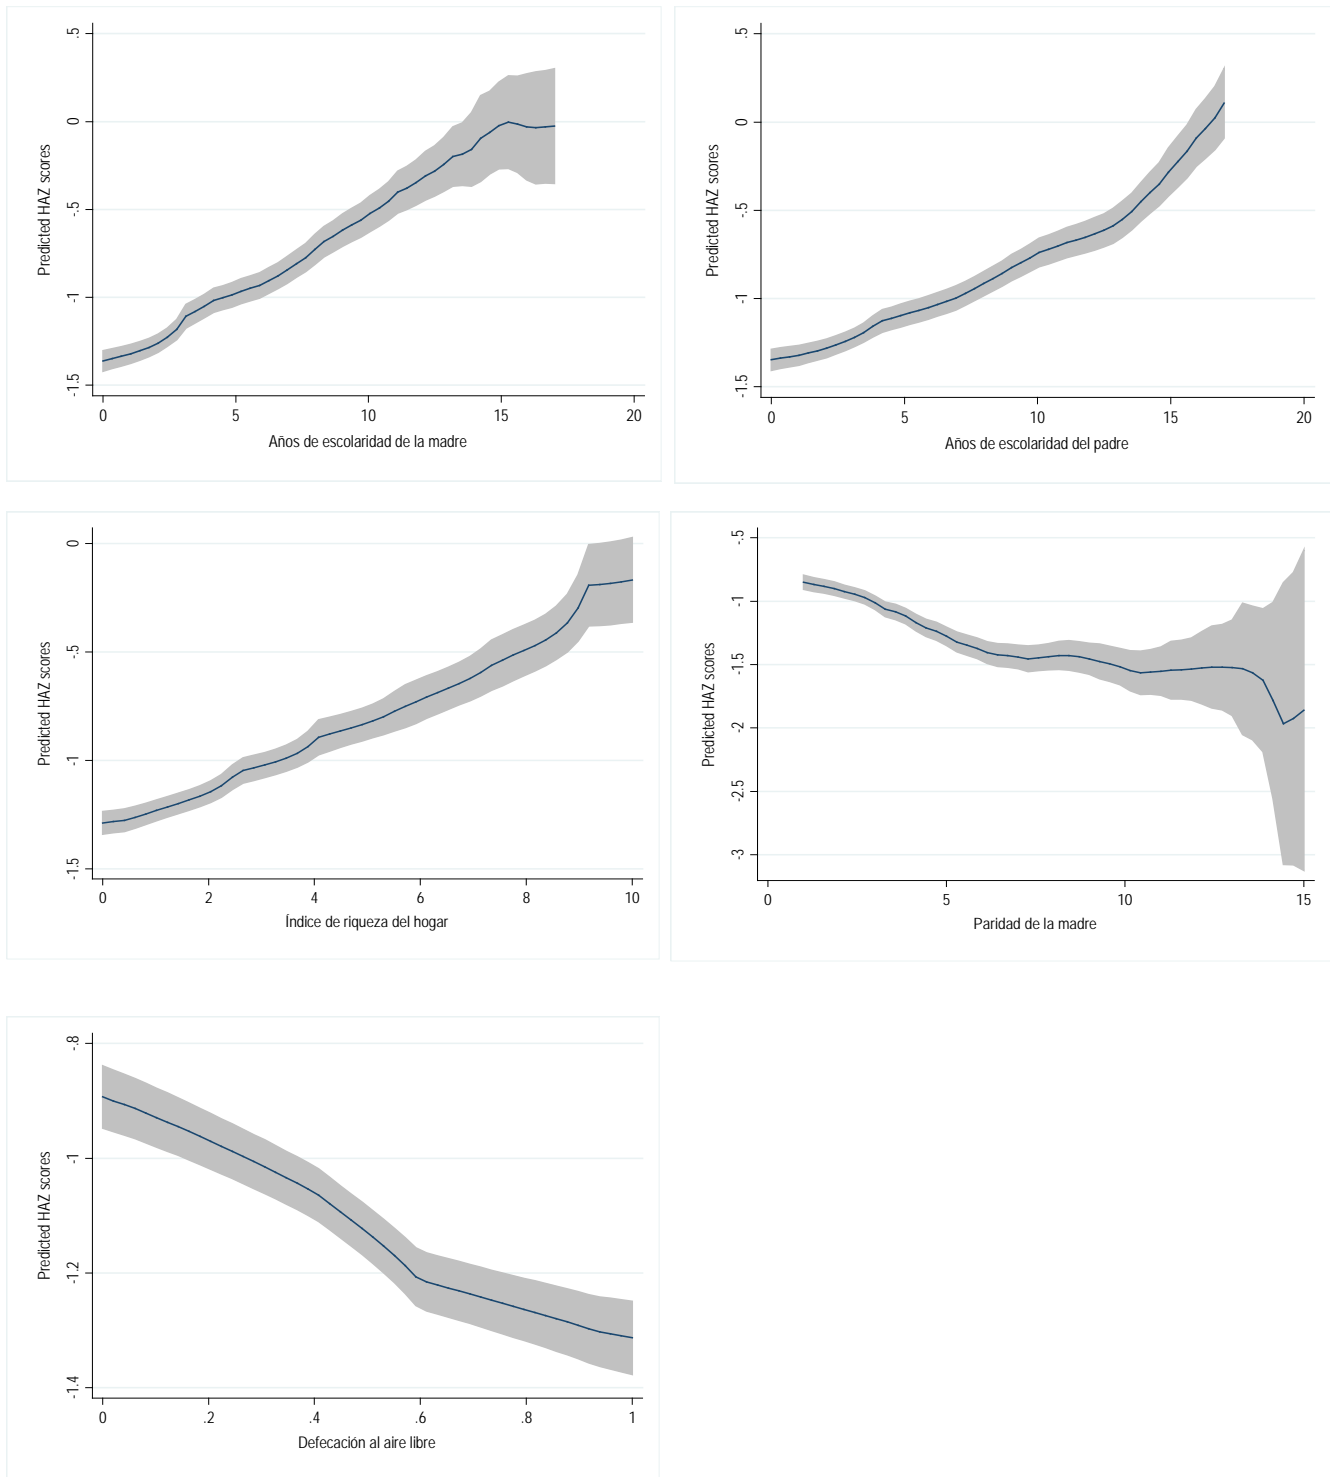 .5
0
-.5
-1
-1.5
Predicted HAZ scores
0 5 10 15 20
Años de escolaridad de la madre
.5
0
-.5
-1
-1.5
Predicted HAZ scores
0 5 10 15 20
Años de escolaridad del padre
0
-.5
-1
-1.5
Predicted HAZ scores
0 2 4 6 8 10
Índice de riqueza del hogar
-.5
-1
-1.5
-2
-2.5
-3
Predicted HAZ scores
0 5 10 15
Paridad de la madre
-.8
-1
-1.2
-1.4
Predicted HAZ scores
0 .2 .4 .6 .8 1
Defecación al aire libre